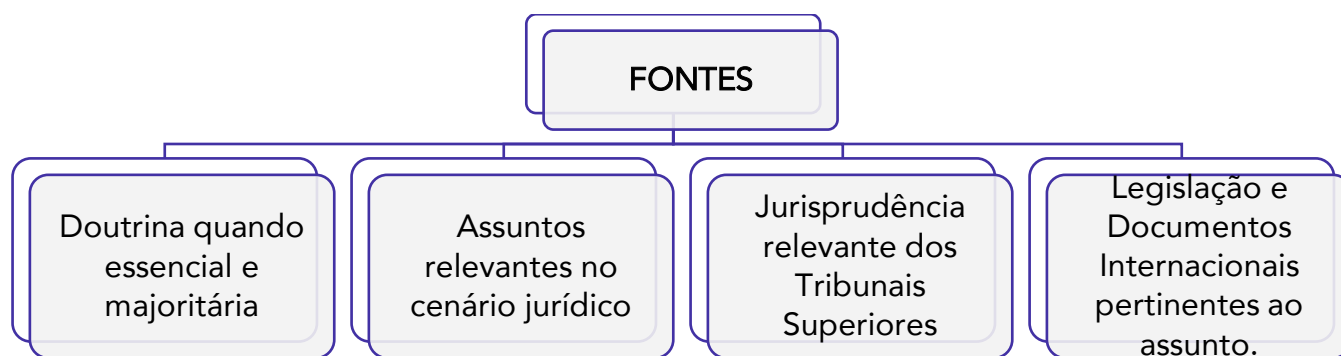 FONTES
Doutrina quando
essencial e
majoritária
Assuntos
relevantes no
cenário jurídico
Jurisprudência
relevante dos
Tribunais
Superiores
Legislação e
Documentos
Internacionais
pertinentes ao
assunto.